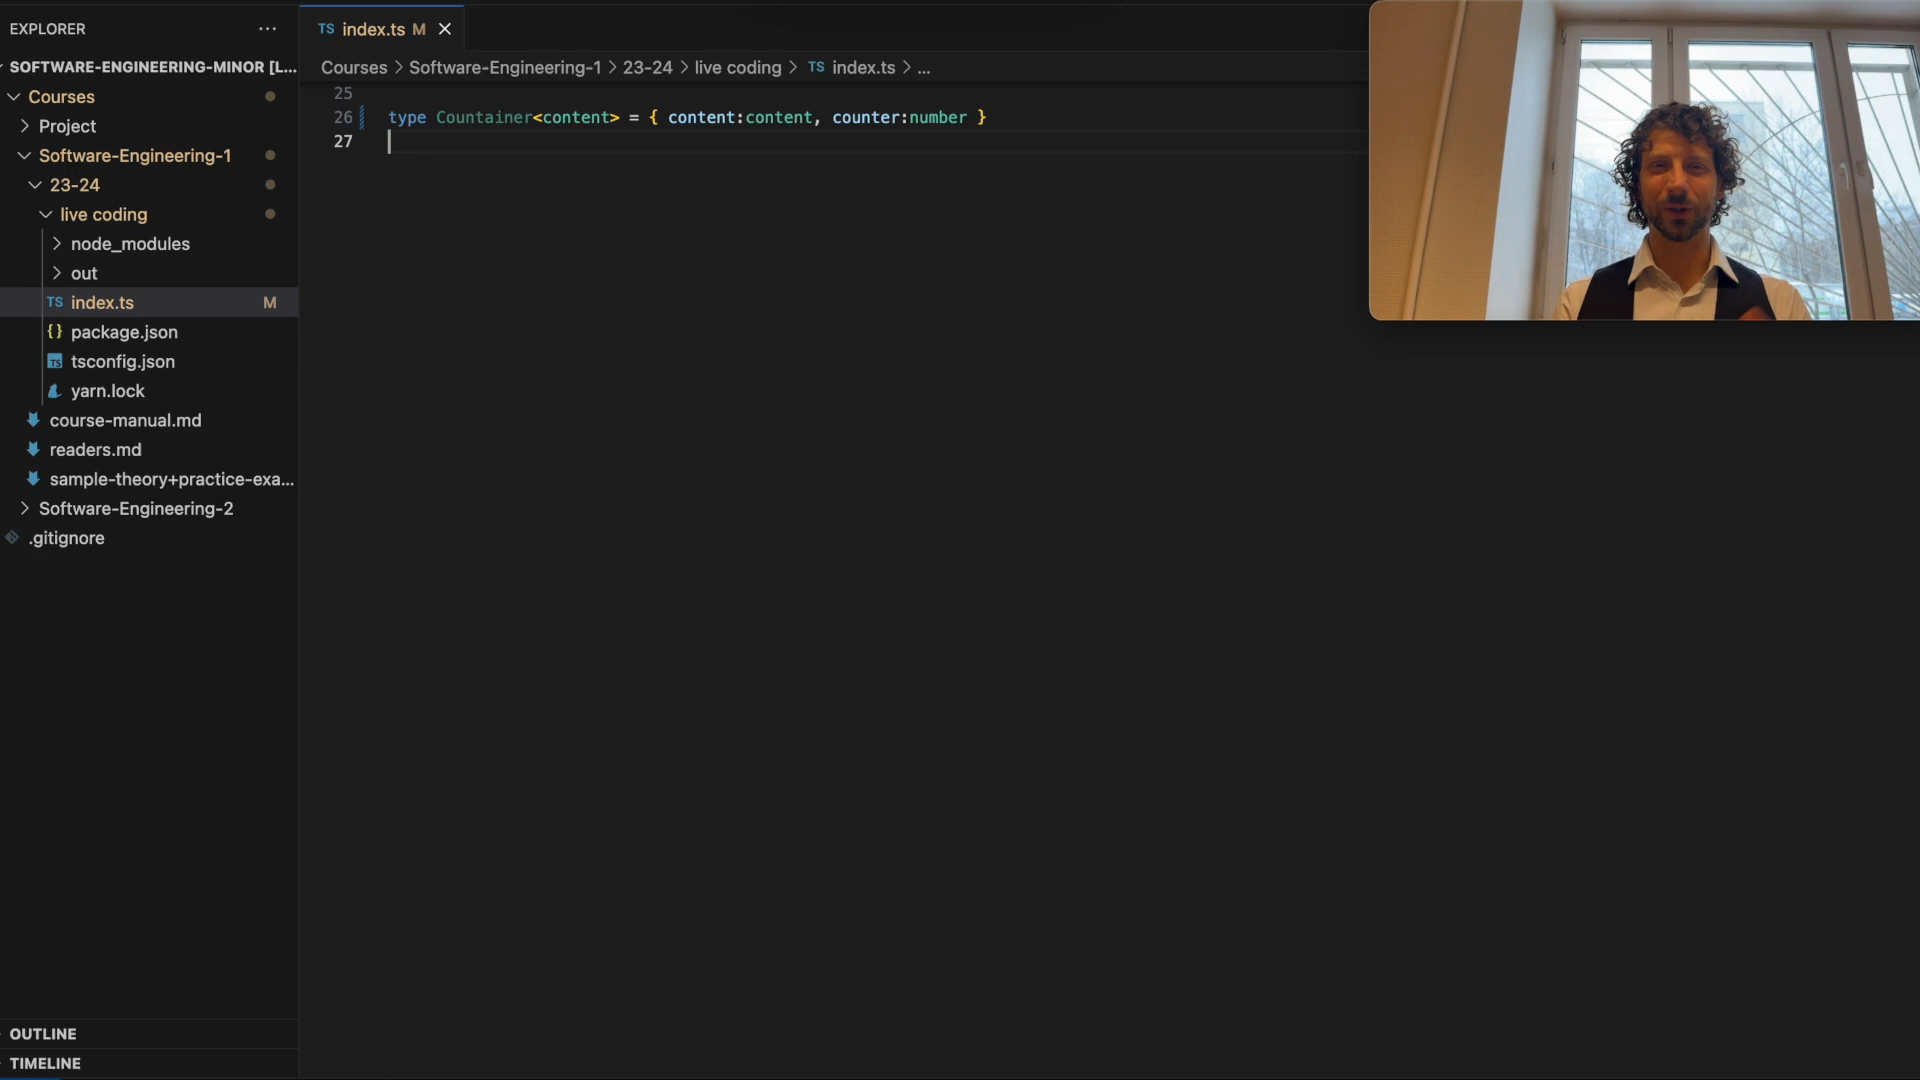 EXPLORER
SOFTWARE-ENGINEERING-MINOR [L...
Courses
Project
Software-Engineering-1
23-24
live coding
node_modules
out
TS index.ts M
{} package.json
TS tsconfig.json
yarn.lock
course-manual.md
readers.md
sample-theory+practice-exa...
Software-Engineering-2
.gitignore
OUTLINE
TIMELINE
TS index.ts M
Courses > Software-Engineering-1 > 23-24 > live coding > TS index.ts > ...
25
26 type Countainer<content> = { content:content, counter:number }
27